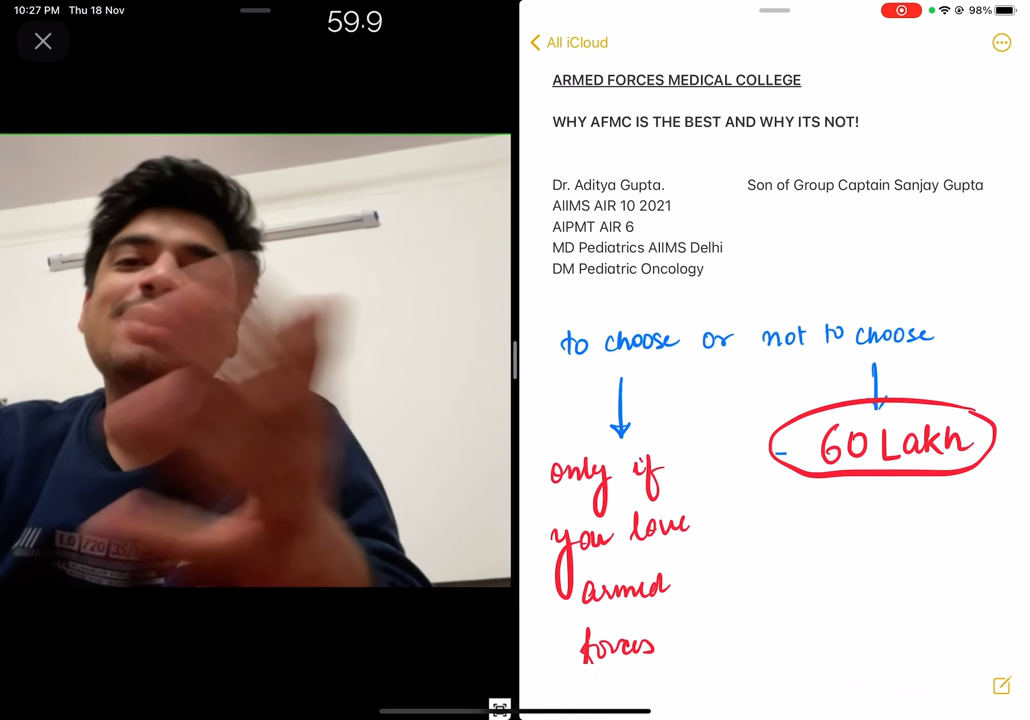 10:27 PM Thu 18 Nov
59.9
98%
All iCloud
ARMED FORCES MEDICAL COLLEGE
WHY AFMC IS THE BEST AND WHY ITS NOT!
Dr. Aditya Gupta. Son of Group Captain Sanjay Gupta
AIIMS AIR 10 2021
AIPMT AIR 6
MD Pediatrics AIIMS Delhi
DM Pediatric Oncology
to choose or not to choose
- 60 Lakh
only if
you love
armed
forces
1.0 720